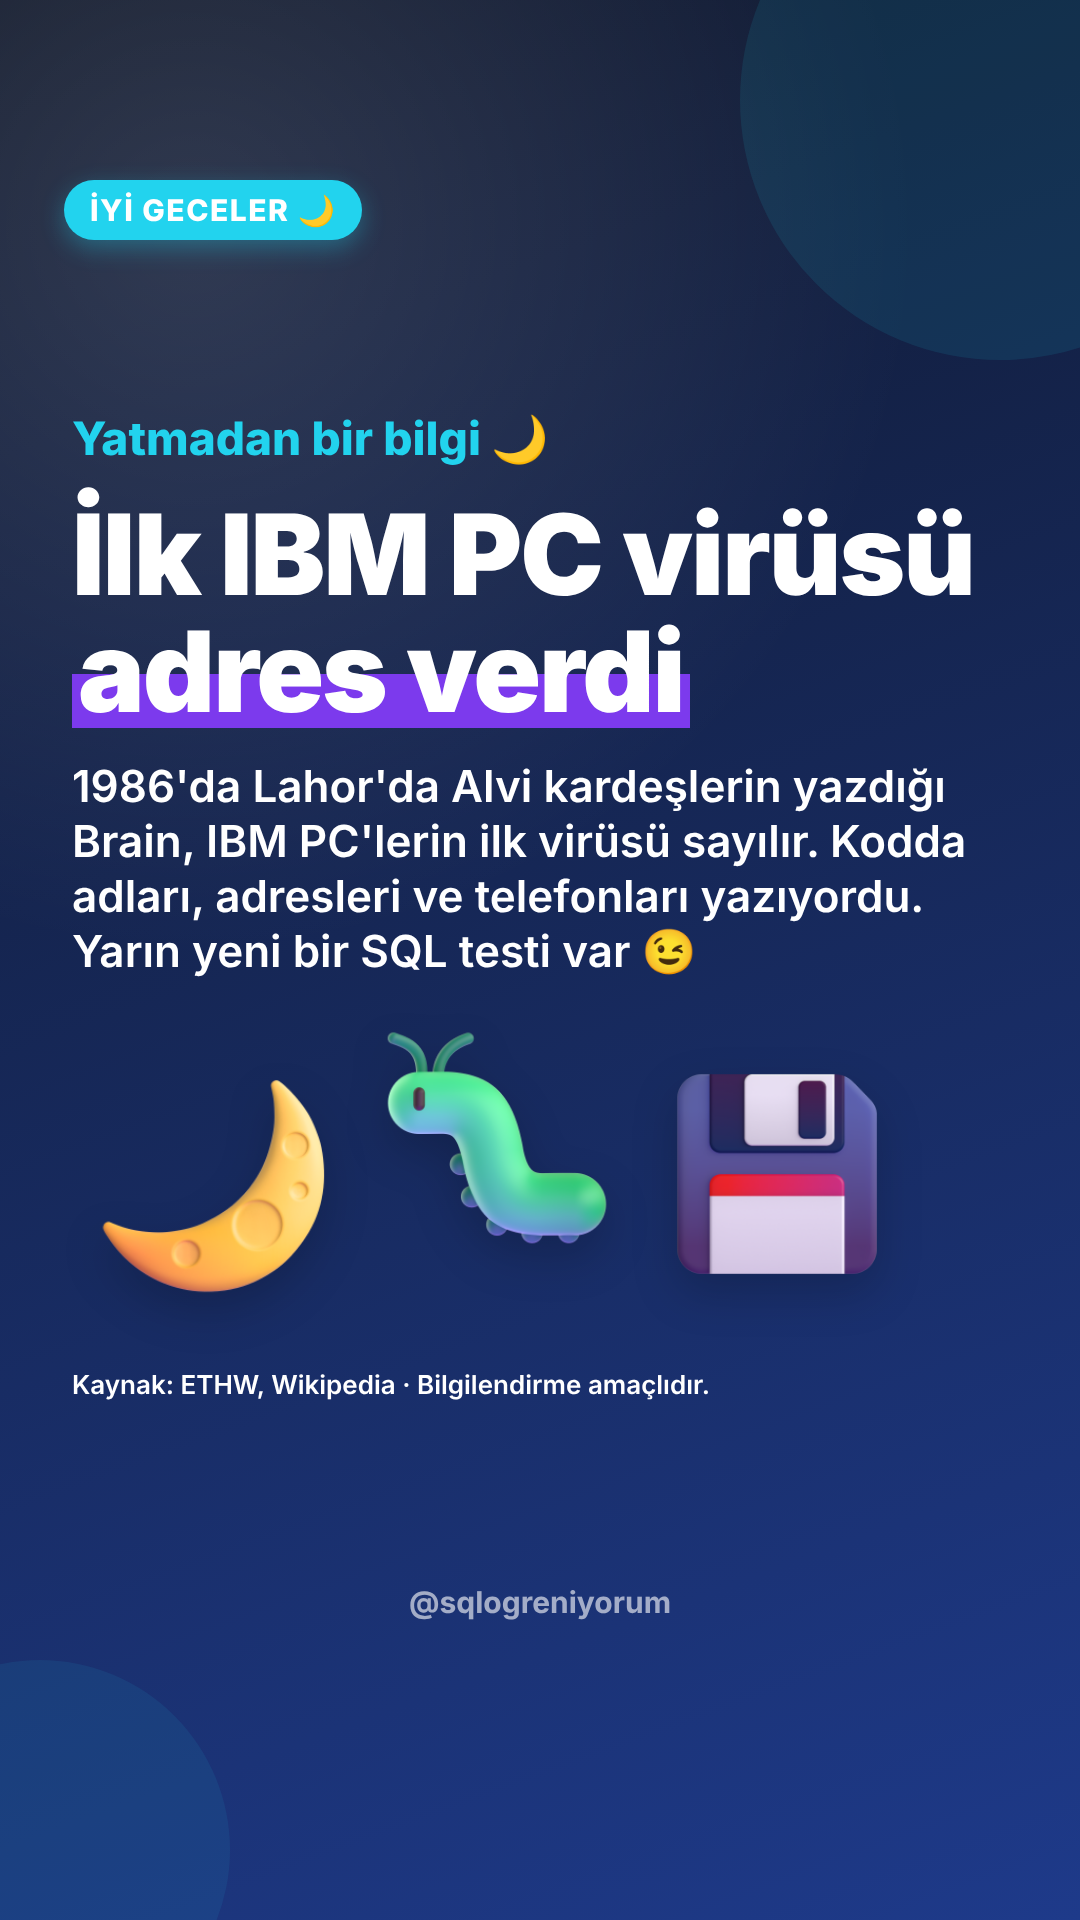 İYİ GECELER 🌙
Yatmadan bir bilgi 🌙
İlk IBM PC virüsü
adres verdi
1986'da Lahor'da Alvi kardeşlerin yazdığı
Brain, IBM PC'lerin ilk virüsü sayılır. Kodda
adları, adresleri ve telefonları yazıyordu.
Yarın yeni bir SQL testi var 😉
Kaynak: ETHW, Wikipedia · Bilgilendirme amaçlıdır.
@sqlogreniyorum